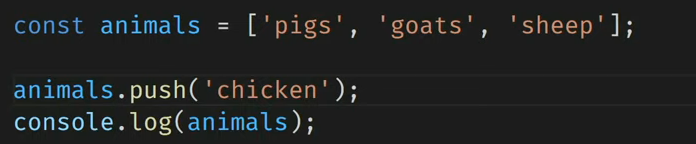 const animals = ['pigs', 'goats', 'sheep'];
animals.push('chicken');
console.log(animals);